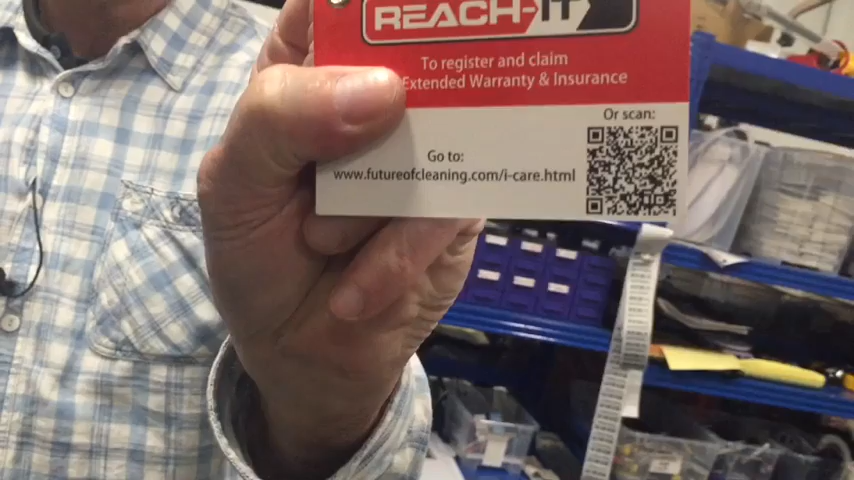 REACH-IT
To register and claim
Extended Warranty & Insurance
Or scan:
Go to:
www.futureofcleaning.com/i-care.html